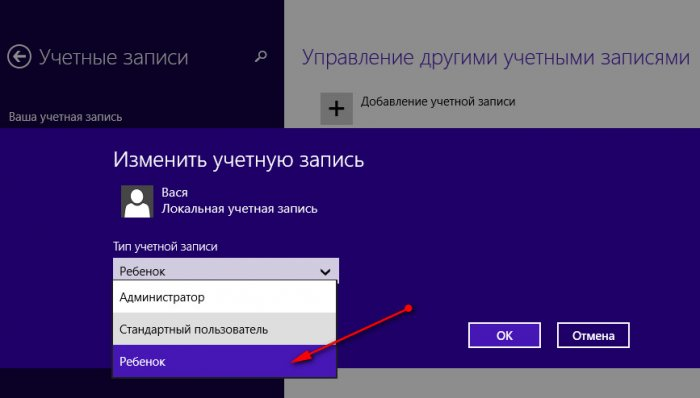 Учетные записи
Управление другими учетными записями
Добавление учетной записи
Ваша учетная запись
Изменить учетную запись
Вася
Локальная учетная запись
Тип учетной записи
Ребенок
Администратор
Стандартный пользователь
Ребенок
ОК
Отмена